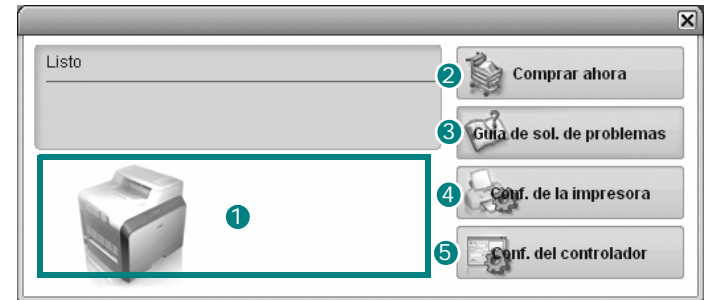 Listo
1
2 Comprar ahora
3 Guía de sol. de problemas
4 Conf. de la impresora
5 Conf. del controlador